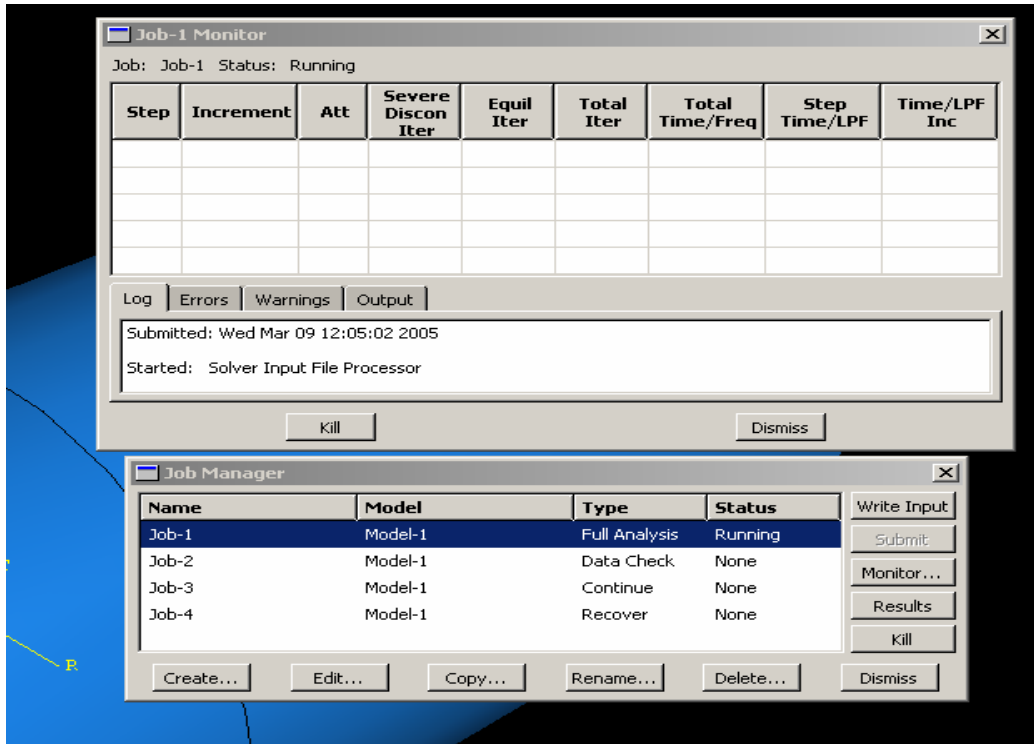 Job-1 Monitor
Job: Job-1 Status: Running
Step Increment Att Severe Discon Iter Equil Iter Total Iter Total Time/Freq Step Time/LPF Time/LPF Inc
Log Errors Warnings Output
Submitted: Wed Mar 09 12:05:02 2005
Started: Solver Input File Processor
Kill Dismiss
Job Manager
Name Model Type Status Write Input
Job-1 Model-1 Full Analysis Running Submit
Job-2 Model-1 Data Check None Monitor...
Job-3 Model-1 Continue None Results
Job-4 Model-1 Recover None Kill
R
Create... Edit... Copy... Rename... Delete... Dismiss